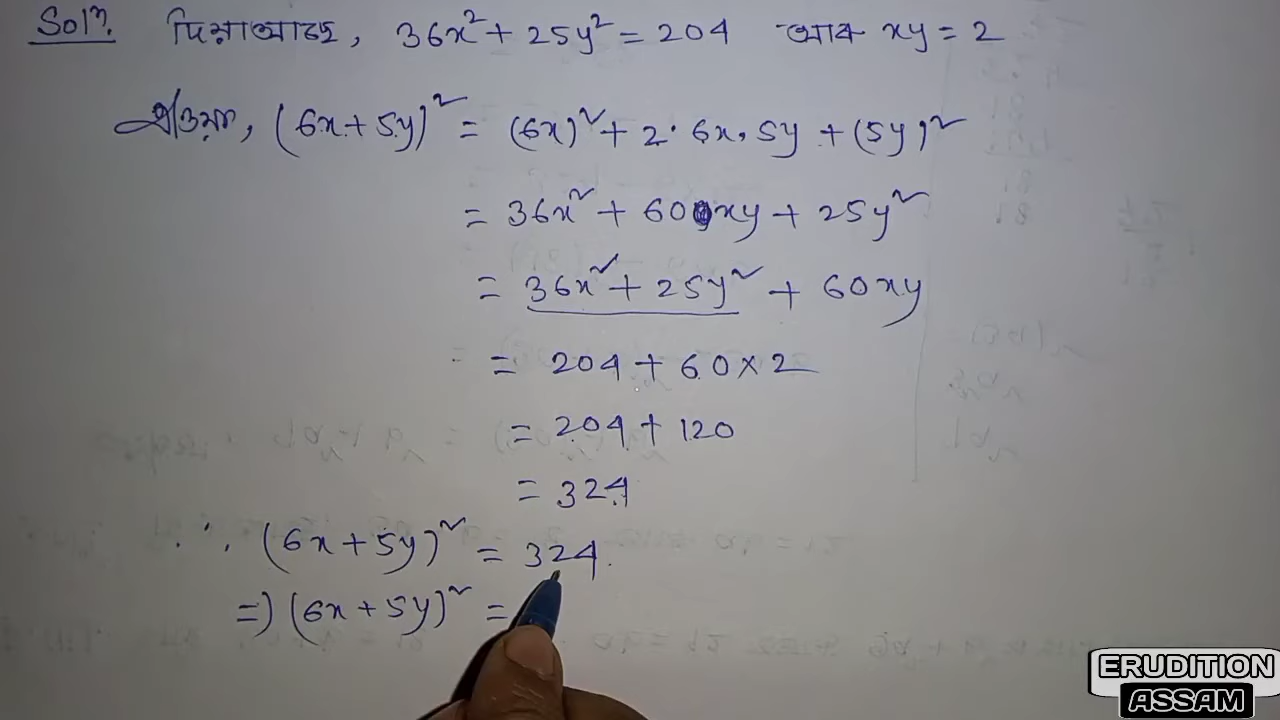 Solⁿ. দিয়াআছে, 36x² + 25y² = 204 আৰু xy = 2
(6x + 5y)² = (6x)² + 2·6x·5y + (5y)²
= 36x² + 60xy + 25y²
= 36x² + 25y² + 60xy
= 204 + 60 × 2
= 204 + 120
= 324
∴ (6x + 5y)² = 324
⇒ (6x + 5y)² =
ERUDITION
ASSAM